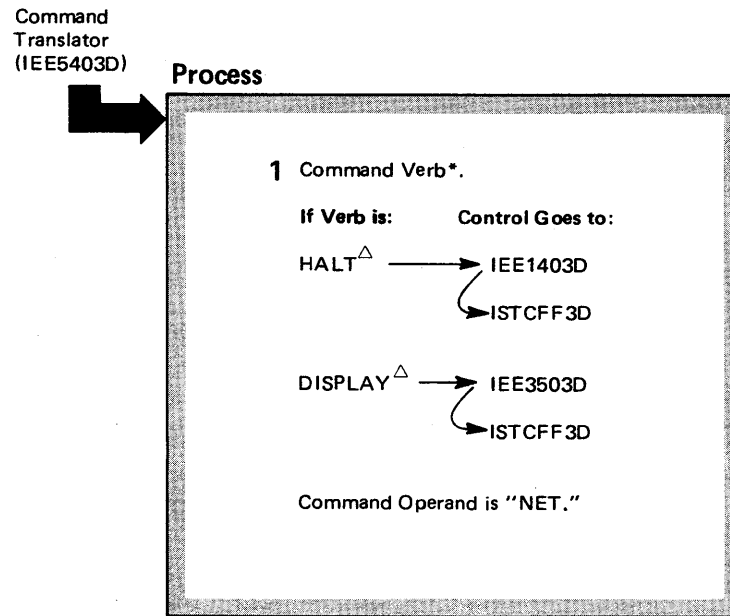 Command
Translator
(IEE5403D)
Process
1 Command Verb*.
If Verb is: Control Goes to:
HALT△ IEE1403D
ISTCFF3D
DISPLAY△ IEE3503D
ISTCFF3D
Command Operand is "NET."